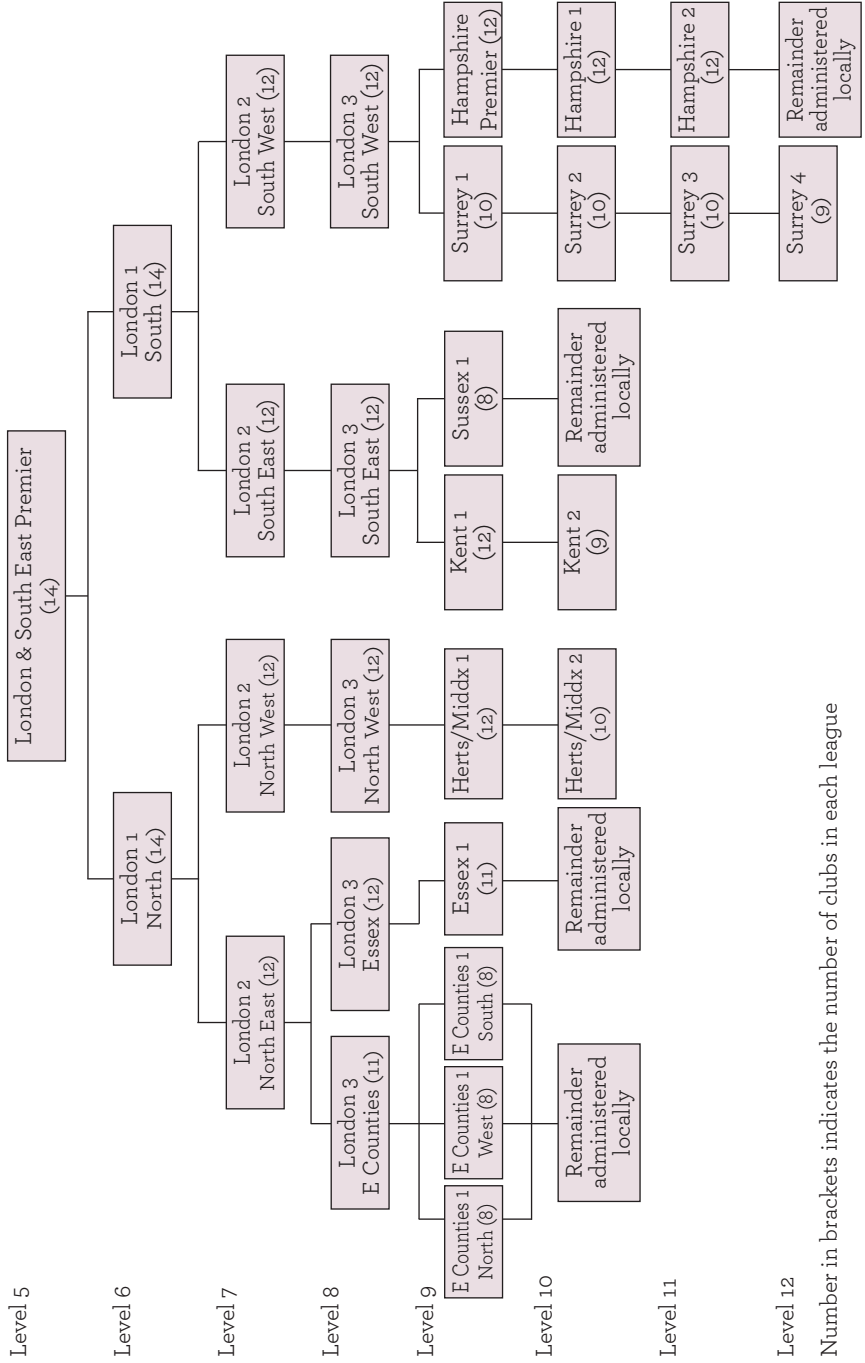 Level 5
London & South East Premier
(14)
Level 6
London 1
North (14)
London 1
South (14)
Level 7
London 2
North East (12)
London 2
North West (12)
London 2
South East (12)
London 2
South West (12)
Level 8
London 3
E Counties (11)
London 3
Essex (12)
London 3
North West (12)
London 3
South East (12)
London 3
South West (12)
Level 9
E Counties 1
North (8)
E Counties 1
West (8)
E Counties 1
South (8)
Essex 1
(11)
Herts/Middx 1
(12)
Kent 1
(12)
Sussex 1
(8)
Surrey 1
(10)
Hampshire
Premier (12)
Level 10
Remainder
administered
locally
Remainder
administered
locally
Herts/Middx 2
(10)
Kent 2
(9)
Remainder
administered
locally
Surrey 2
(10)
Hampshire 1
(12)
Level 11
Surrey 3
(10)
Hampshire 2
(12)
Level 12
Surrey 4
(9)
Remainder
administered
locally
Number in brackets indicates the number of clubs in each league